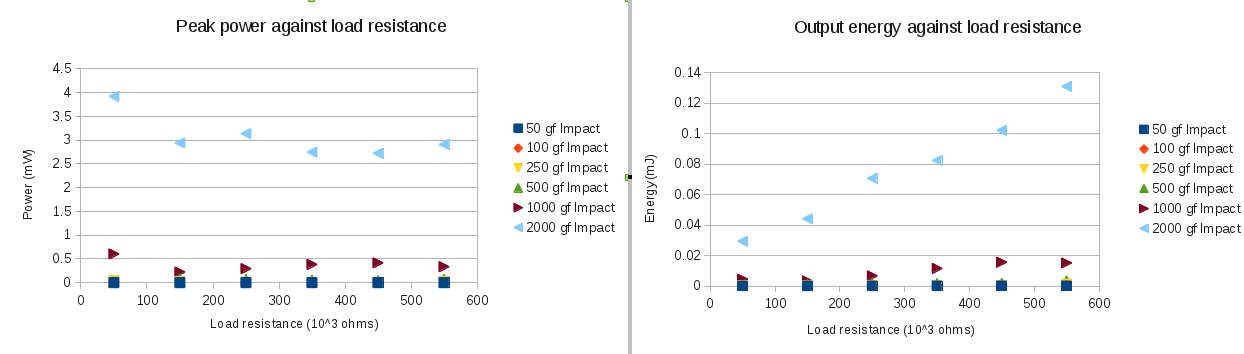 Peak power against load resistance
4.5
4
3.5
3
2.5
2
1.5
1
0.5
0
Power (mW)
0 100 200 300 400 500 600
Load resistance (10^3 ohms)
50 gf Impact
100 gf Impact
250 gf Impact
500 gf Impact
1000 gf Impact
2000 gf Impact
Output energy against load resistance
0.14
0.12
0.1
0.08
0.06
0.04
0.02
0
Energy (mJ)
0 100 200 300 400 500 600
Load resistance (10^3 ohms)
50 gf Impact
100 gf Impact
250 gf Impact
500 gf Impact
1000 gf Impact
2000 gf Impact